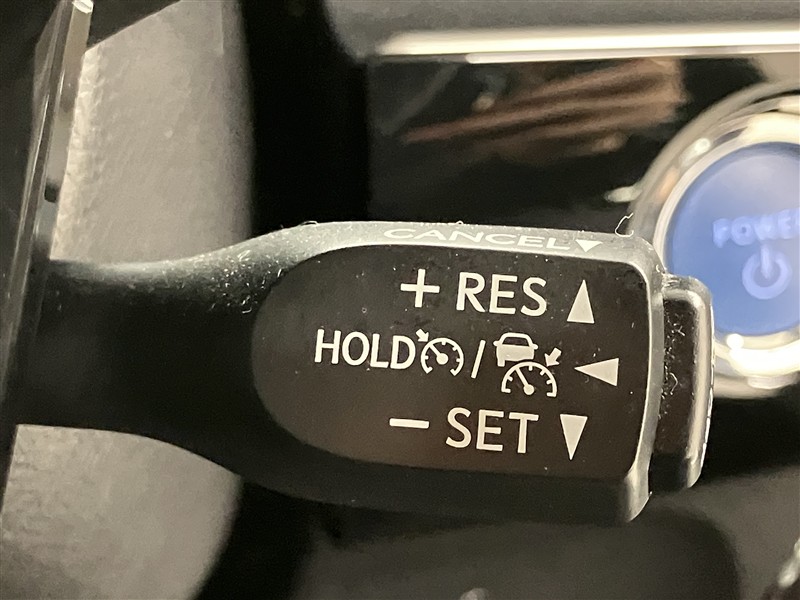 CANCEL▼
+ RES ▲
HOLD / ◀
− SET ▼
POWER